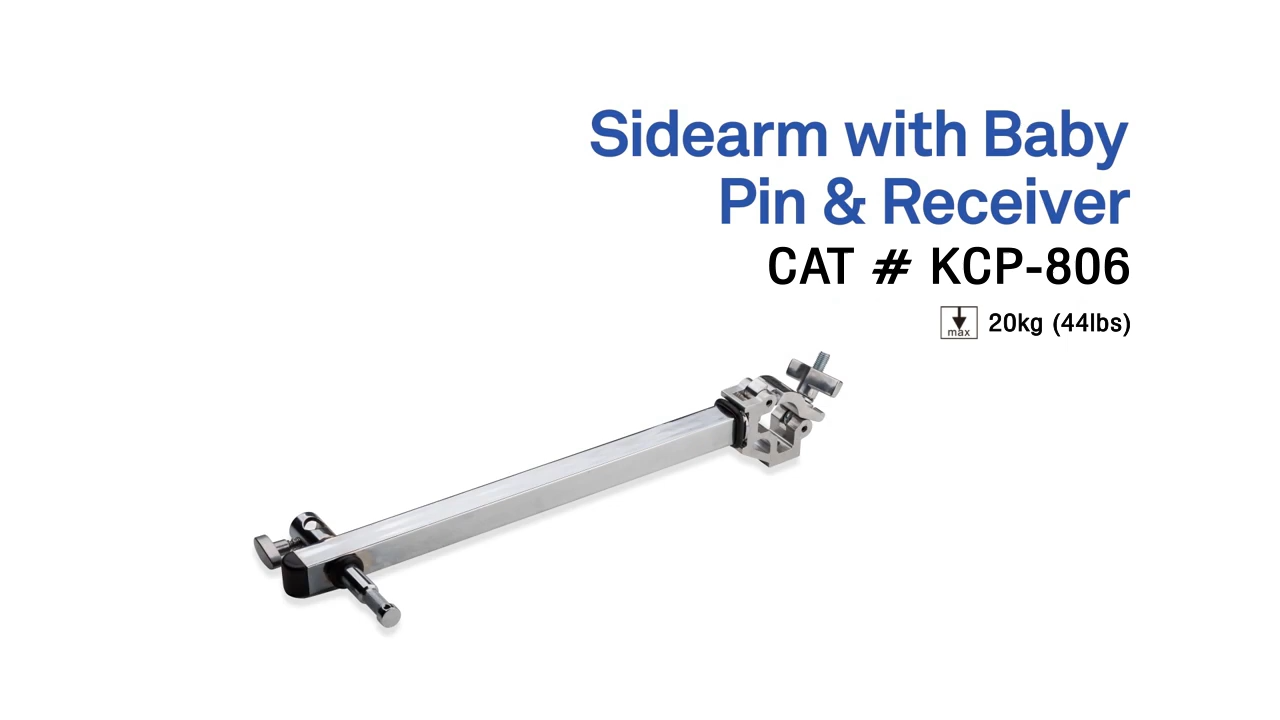 Sidearm with Baby
Pin & Receiver
CAT # KCP-806
max 20kg (44lbs)